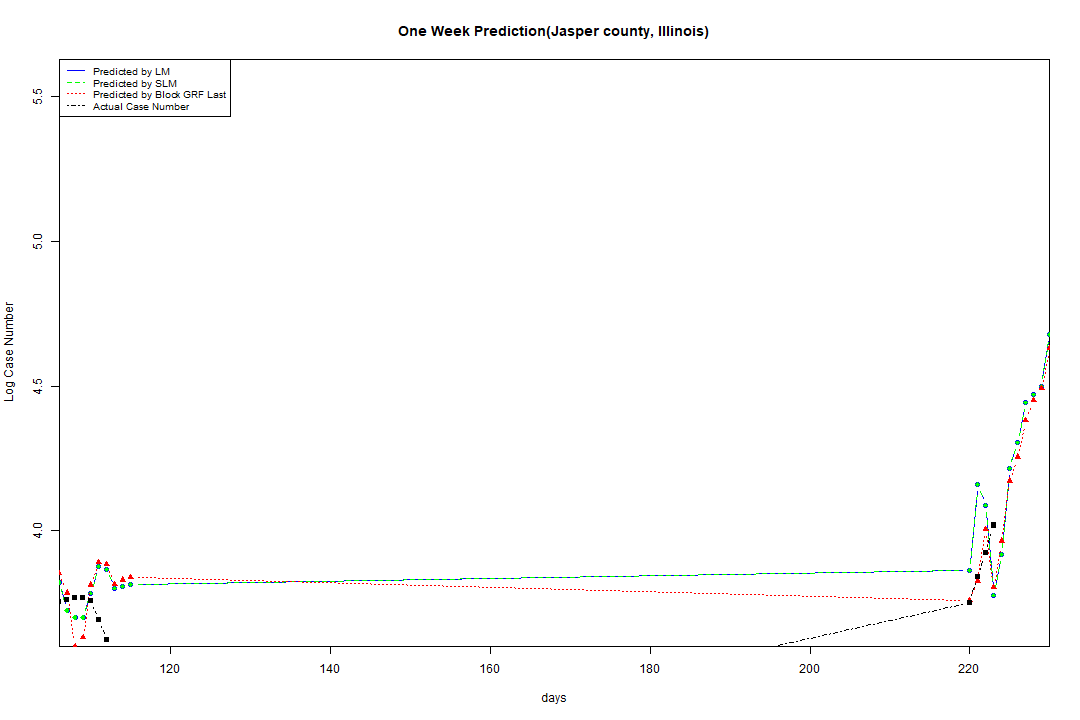 One Week Prediction(Jasper county, Illinois)
Predicted by LM
Predicted by SLM
Predicted by Block GRF Last
Actual Case Number
5.5
5.0
4.5
4.0
Log Case Number
120 140 160 180 200 220
days